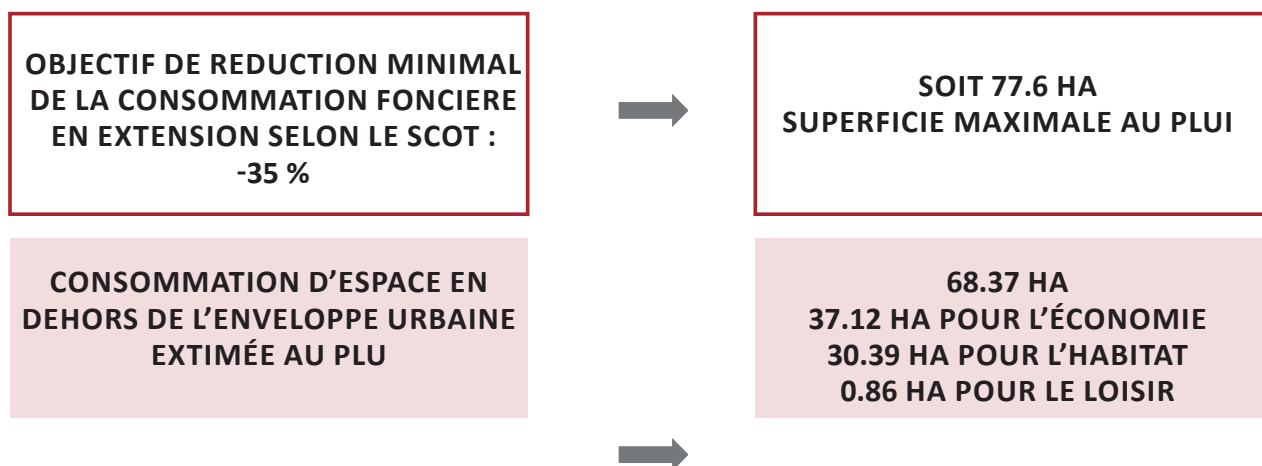 OBJECTIF DE REDUCTION MINIMAL
DE LA CONSOMMATION FONCIERE
EN EXTENSION SELON LE SCOT :
-35 %
SOIT 77.6 HA
SUPERFICIE MAXIMALE AU PLUI
CONSOMMATION D’ESPACE EN
DEHORS DE L’ENVELOPPE URBAINE
EXTIMÉE AU PLU
68.37 HA
37.12 HA POUR L’ÉCONOMIE
30.39 HA POUR L’HABITAT
0.86 HA POUR LE LOISIR